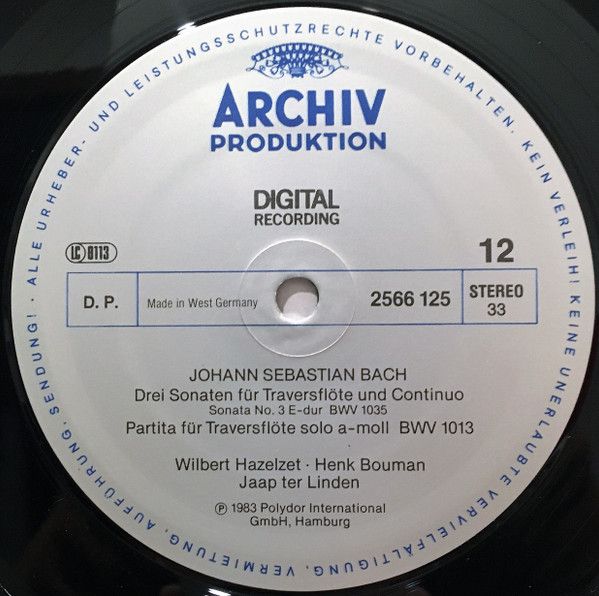 ALLE URHEBER- UND LEISTUNGSSCHUTZRECHTE VORBEHALTEN. KEIN VERLEIH! KEINE UNERLAUBTE VERVIELFÄLTIGUNG, VERMIETUNG, AUFFÜHRUNG, SENDUNG! ·
ARCHIV
PRODUKTION
DIGITAL
RECORDING
LC 0113
12
D. P.
Made in West Germany
2566 125
STEREO
33
JOHANN SEBASTIAN BACH
Drei Sonaten für Traversflöte und Continuo
Sonata No. 3 E-dur BWV 1035
Partita für Traversflöte solo a-moll BWV 1013
Wilbert Hazelzet · Henk Bouman
Jaap ter Linden
℗ 1983 Polydor International
GmbH, Hamburg